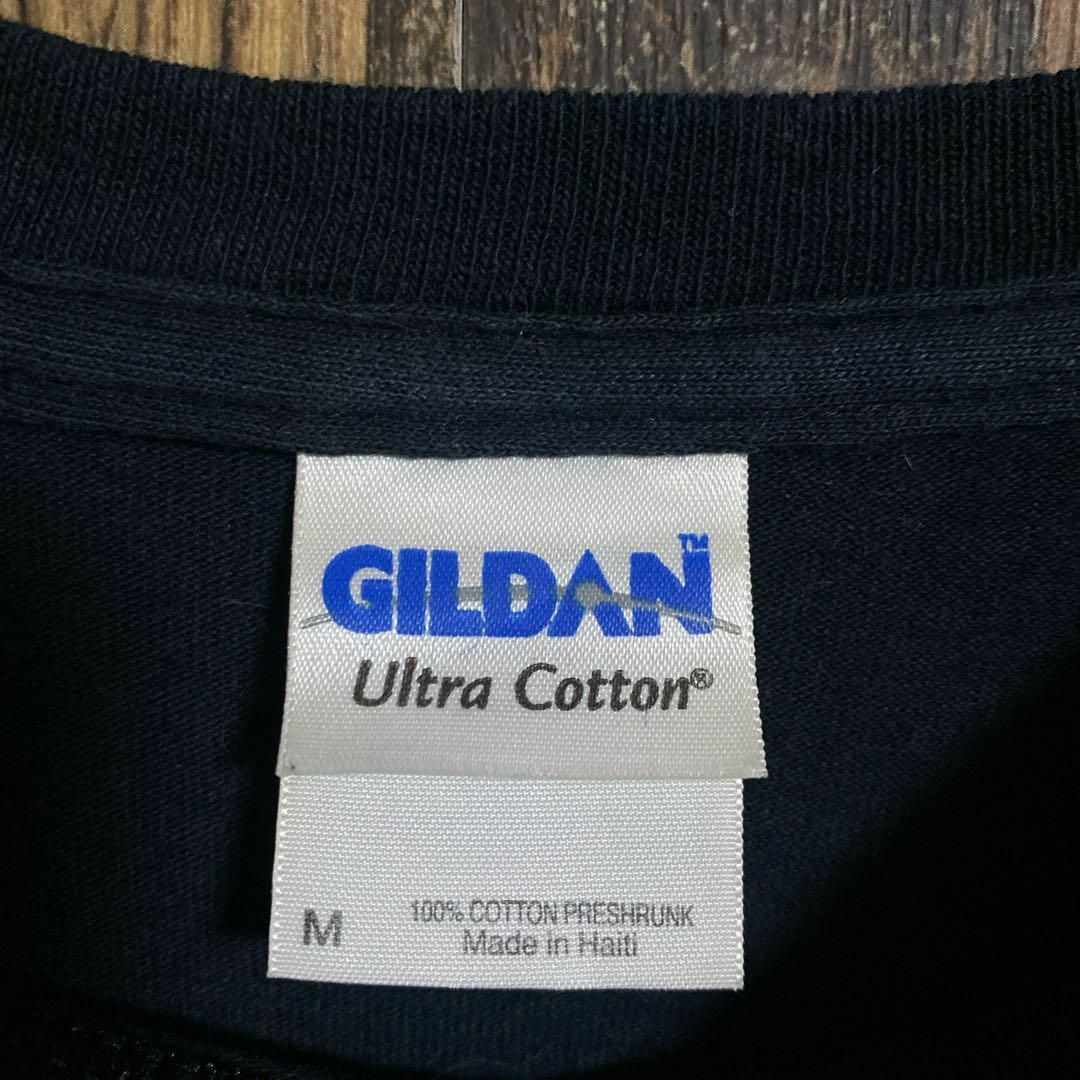 GILDAN™
Ultra Cotton®
M 100% COTTON PRESHRUNK
Made in Haiti